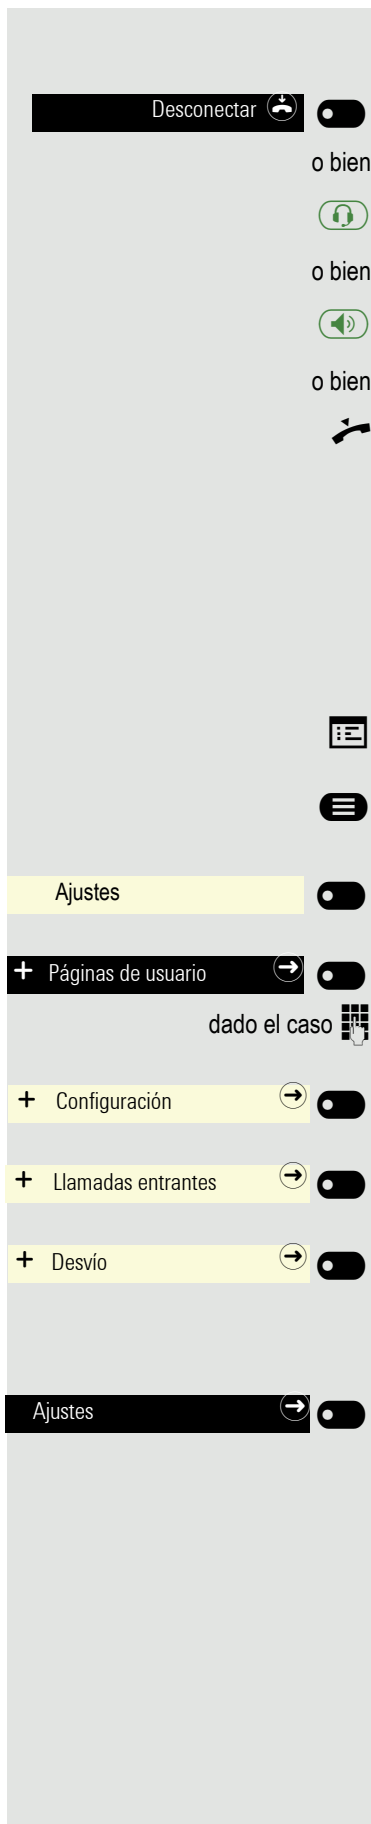 Desconectar
o bien
o bien
o bien
Ajustes
+ Páginas de usuario
dado el caso
+ Configuración
+ Llamadas entrantes
+ Desvío
Ajustes